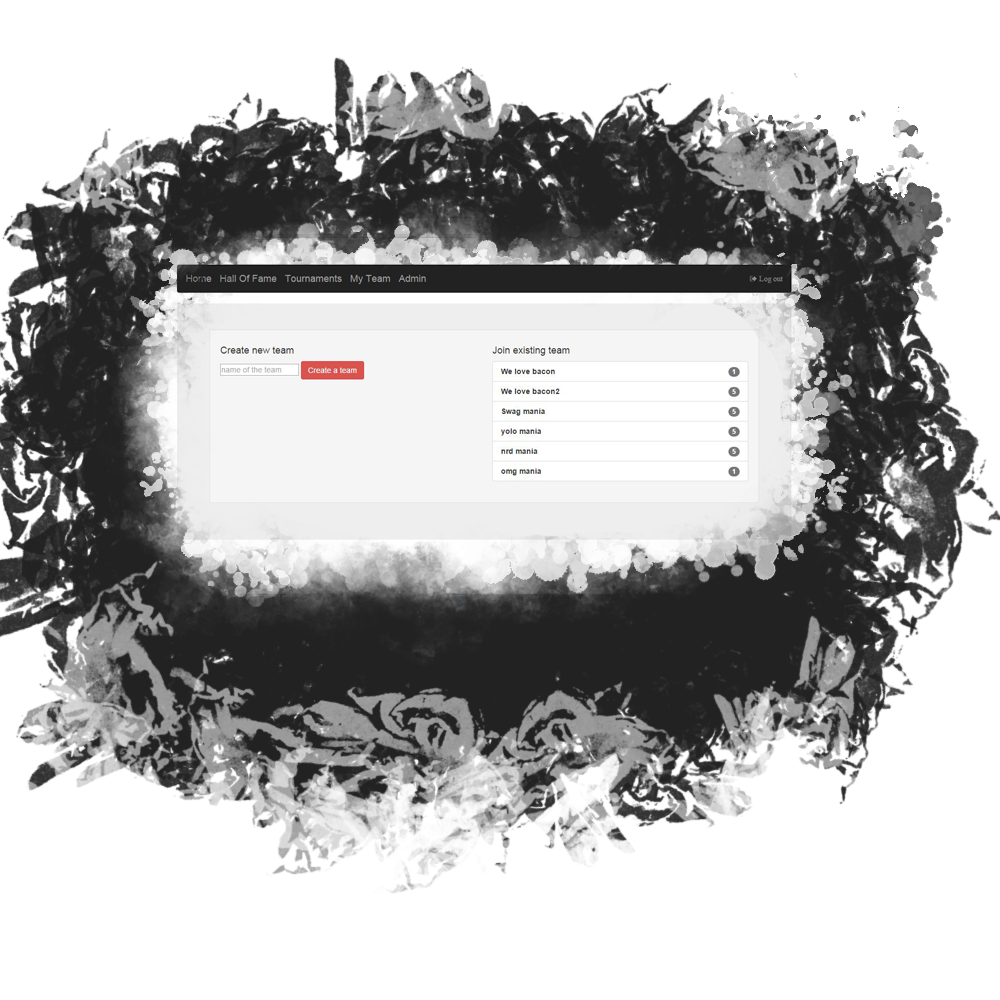 Home Hall Of Fame Tournaments My Team Admin Log out
Create new team
name of the team Create a team
Join existing team
We love bacon 1
We love bacon2 5
Swag mania 5
yolo mania 5
nrd mania 5
omg mania 1